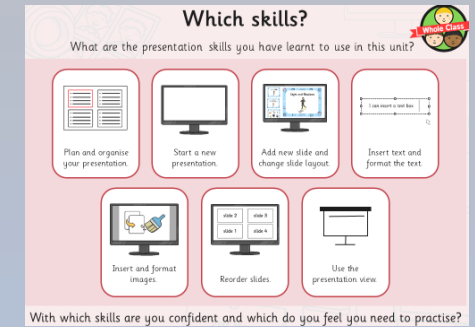 Which skills?
Whole Class
What are the presentation skills you have learnt to use in this unit?
Plan and organise
your presentation.
Start a new
presentation.
Add new slide and
change slide layout.
I can insert a text box
Insert text and
format the text.
Insert and format
images.
slide 2
slide 3
slide 1
slide 4
Reorder slides.
Use the
presentation view.
With which skills are you confident and which do you feel you need to practise?